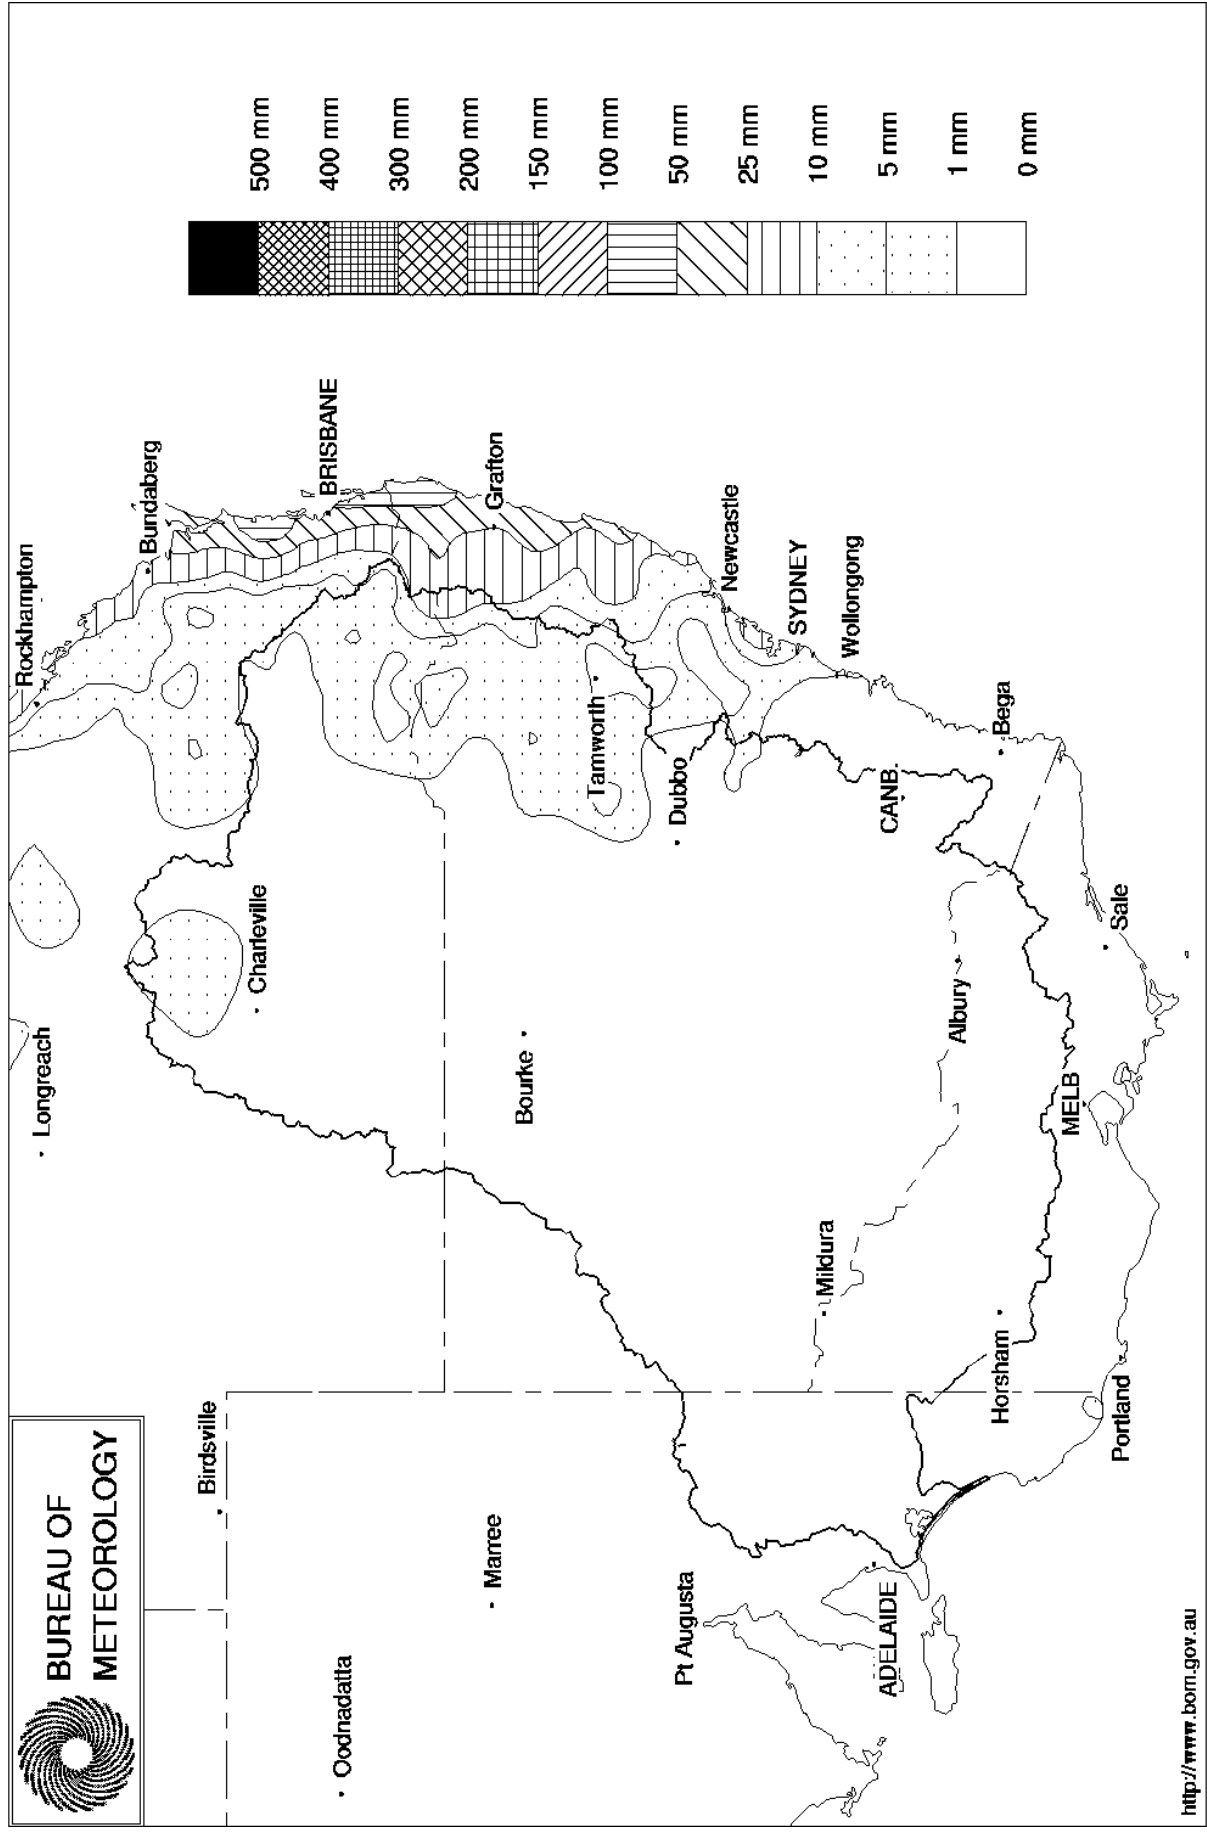 BUREAU OF
METEOROLOGY
Rockhampton
Longreach
Bundaberg
Birdsville
Charleville
BRISBANE
Oodnadatta
Marree
Bourke
Grafton
Tamworth
Pt Augusta
Dubbo
Newcastle
SYDNEY
Mildura
Wollongong
ADELAIDE
CANB.
Albury
Horsham
Bega
MELB
Portland
Sale
500 mm
400 mm
300 mm
200 mm
150 mm
100 mm
50 mm
25 mm
10 mm
5 mm
1 mm
0 mm
http://www.bom.gov.au